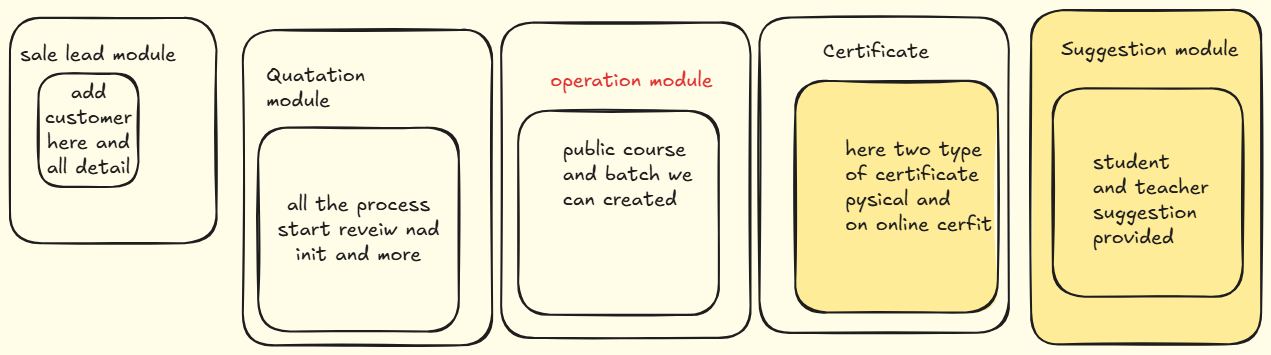 sale lead module
add
customer
here and
all detail
Quatation
module
all the process
start reveiw nad
init and more
operation module
public course
and batch we
can created
Certificate
here two type
of certificate
pysical and
on online cerfit
Suggestion module
student
and teacher
suggestion
provided